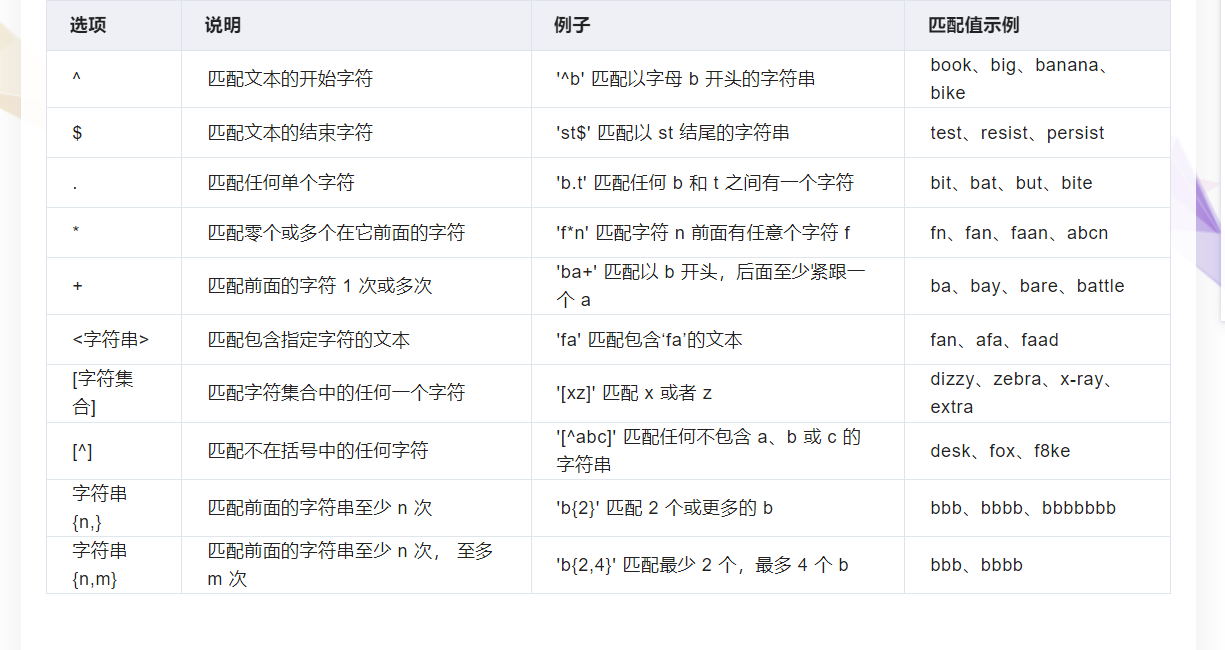 选项 说明 例子 匹配值示例
^ 匹配文本的开始字符 '^b' 匹配以字母 b 开头的字符串 book、big、banana、
bike
$ 匹配文本的结束字符 'st$' 匹配以 st 结尾的字符串 test、resist、persist
. 匹配任何单个字符 'b.t' 匹配任何 b 和 t 之间有一个字符 bit、bat、but、bite
* 匹配零个或多个在它前面的字符 'f*n' 匹配字符 n 前面有任意个字符 f fn、fan、faan、abcn
+ 匹配前面的字符 1 次或多次 'ba+' 匹配以 b 开头，后面至少紧跟一
个 a ba、bay、bare、battle
<字符串> 匹配包含指定字符的文本 'fa' 匹配包含‘fa’的文本 fan、afa、faad
[字符集
合] 匹配字符集合中的任何一个字符 '[xz]' 匹配 x 或者 z dizzy、zebra、x-ray、
extra
[^] 匹配不在括号中的任何字符 '[^abc]' 匹配任何不包含 a、b 或 c 的
字符串 desk、fox、f8ke
字符串
{n,} 匹配前面的字符串至少 n 次 'b{2}' 匹配 2 个或更多的 b bbb、bbbb、bbbbbbb
字符串
{n,m} 匹配前面的字符串至少 n 次， 至多
m 次 'b{2,4}' 匹配最少 2 个，最多 4 个 b bbb、bbbb